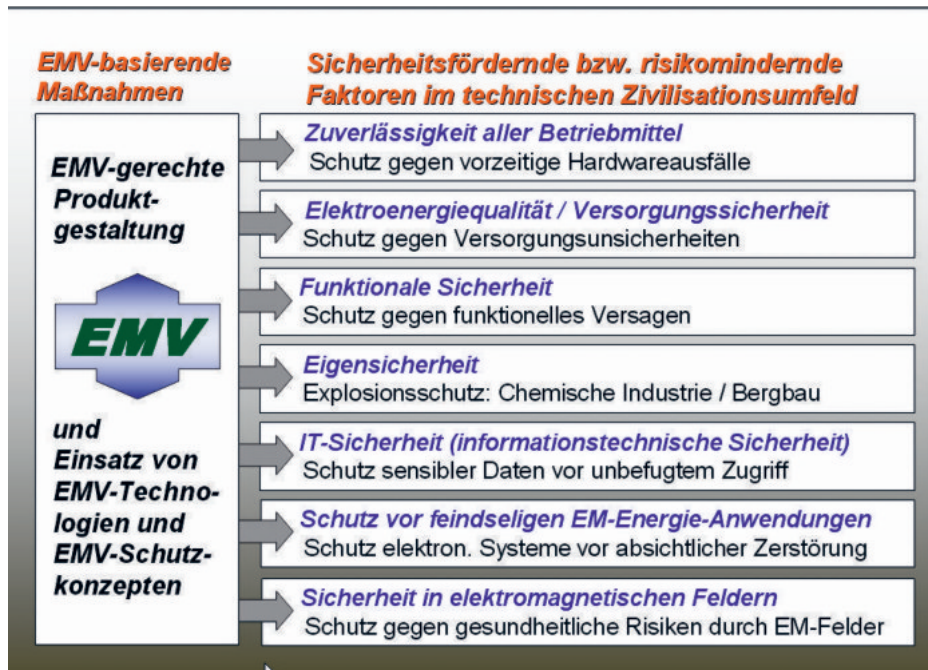 EMV-basierende
Maßnahmen
Sicherheitsfördernde bzw. risikomindernde
Faktoren im technischen Zivilisationsumfeld
EMV-gerechte
Produkt-
gestaltung
EMV
und
Einsatz von
EMV-Techno-
logien und
EMV-Schutz-
konzepten
Zuverlässigkeit aller Betriebmittel
Schutz gegen vorzeitige Hardwareausfälle
Elektroenergiequalität / Versorgungssicherheit
Schutz gegen Versorgungsunsicherheiten
Funktionale Sicherheit
Schutz gegen funktionelles Versagen
Eigensicherheit
Explosionsschutz: Chemische Industrie / Bergbau
IT-Sicherheit (informationstechnische Sicherheit)
Schutz sensibler Daten vor unbefugtem Zugriff
Schutz vor feindseligen EM-Energie-Anwendungen
Schutz elektron. Systeme vor absichtlicher Zerstörung
Sicherheit in elektromagnetischen Feldern
Schutz gegen gesundheitliche Risiken durch EM-Felder